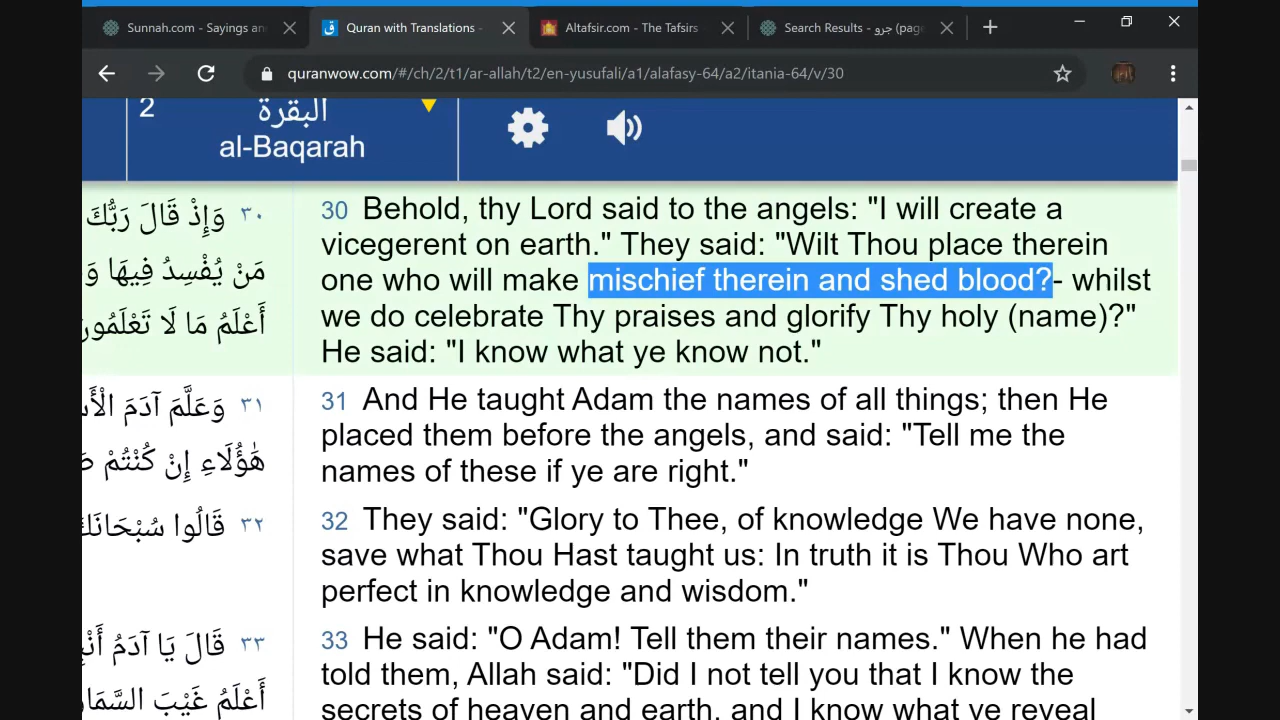 Sunnah.com - Sayings an
Quran with Translations -
Altafsir.com - The Tafsirs
Search Results - جرو (pag
quranwow.com/#/ch/2/t1/ar-allah/t2/en-yusufali/a1/alafasy-64/a2/itania-64/v/30
2
البقرة
al-Baqarah
٣٠ وَإِذْ قَالَ رَبُّكَ
مَنْ يُفْسِدُ فِيهَا وَ
أَعْلَمُ مَا لَا تَعْلَمُونَ
30 Behold, thy Lord said to the angels: "I will create a
vicegerent on earth." They said: "Wilt Thou place therein
one who will make mischief therein and shed blood?- whilst
we do celebrate Thy praises and glorify Thy holy (name)?"
He said: "I know what ye know not."
٣١ وَعَلَّمَ آدَمَ
هَٰؤُلَاءِ إِنْ كُنْتُمْ
31 And He taught Adam the names of all things; then He
placed them before the angels, and said: "Tell me the
names of these if ye are right."
٣٢ قَالُوا سُبْحَانَكَ
32 They said: "Glory to Thee, of knowledge We have none,
save what Thou Hast taught us: In truth it is Thou Who art
perfect in knowledge and wisdom."
٣٣ قَالَ يَا آدَمُ
أَعْلَمُ غَيْبَ
33 He said: "O Adam! Tell them their names." When he had
told them, Allah said: "Did I not tell you that I know the
secrets of heaven and earth, and I know what ye reveal